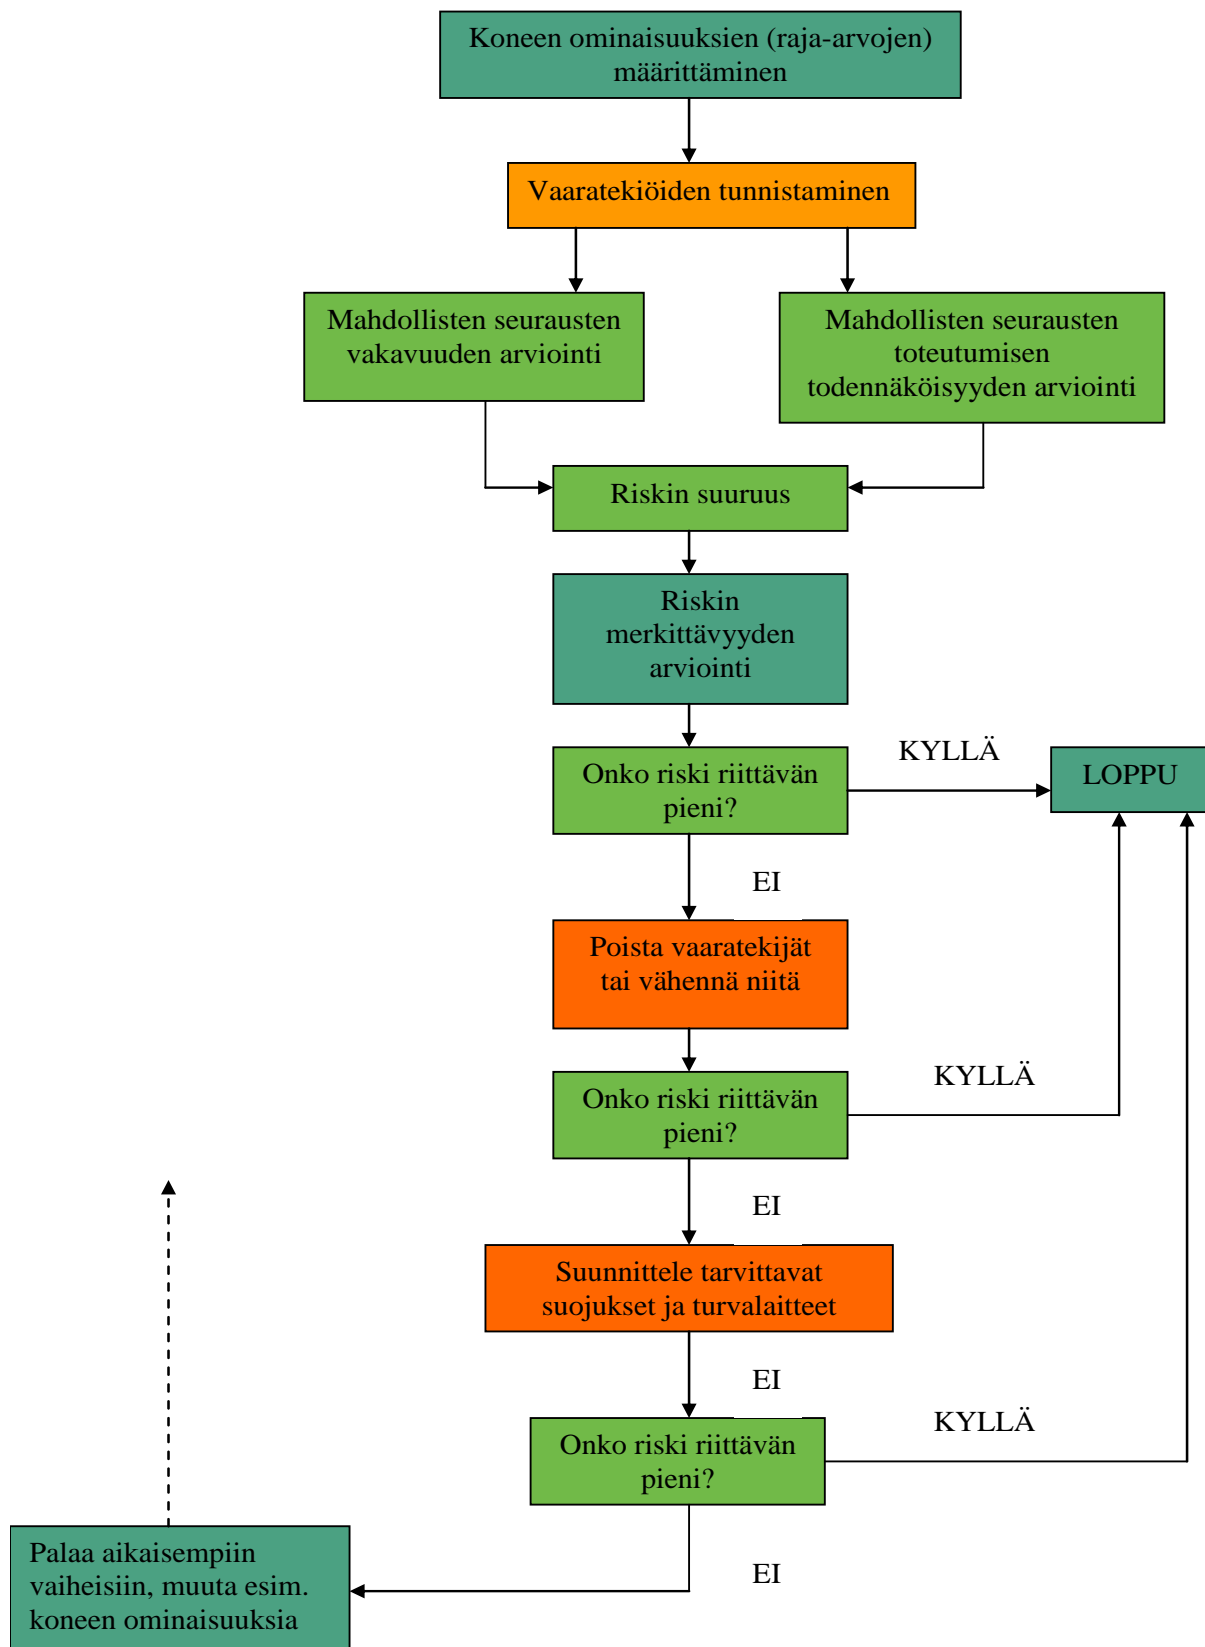 Koneen ominaisuuksien (raja-arvojen)
määrittäminen
Vaaratekiöiden tunnistaminen
Mahdollisten seurausten
vakavuuden arviointi
Mahdollisten seurausten
toteutumisen
todennäköisyyden arviointi
Riskin suuruus
Riskin
merkittävyyden
arviointi
Onko riski riittävän
pieni?
KYLLÄ
LOPPU
EI
Poista vaaratekijät
tai vähennä niitä
Onko riski riittävän
pieni?
KYLLÄ
EI
Suunnittele tarvittavat
suojukset ja turvalaitteet
EI
Onko riski riittävän
pieni?
KYLLÄ
EI
Palaa aikaisempiin
vaiheisiin, muuta esim.
koneen ominaisuuksia